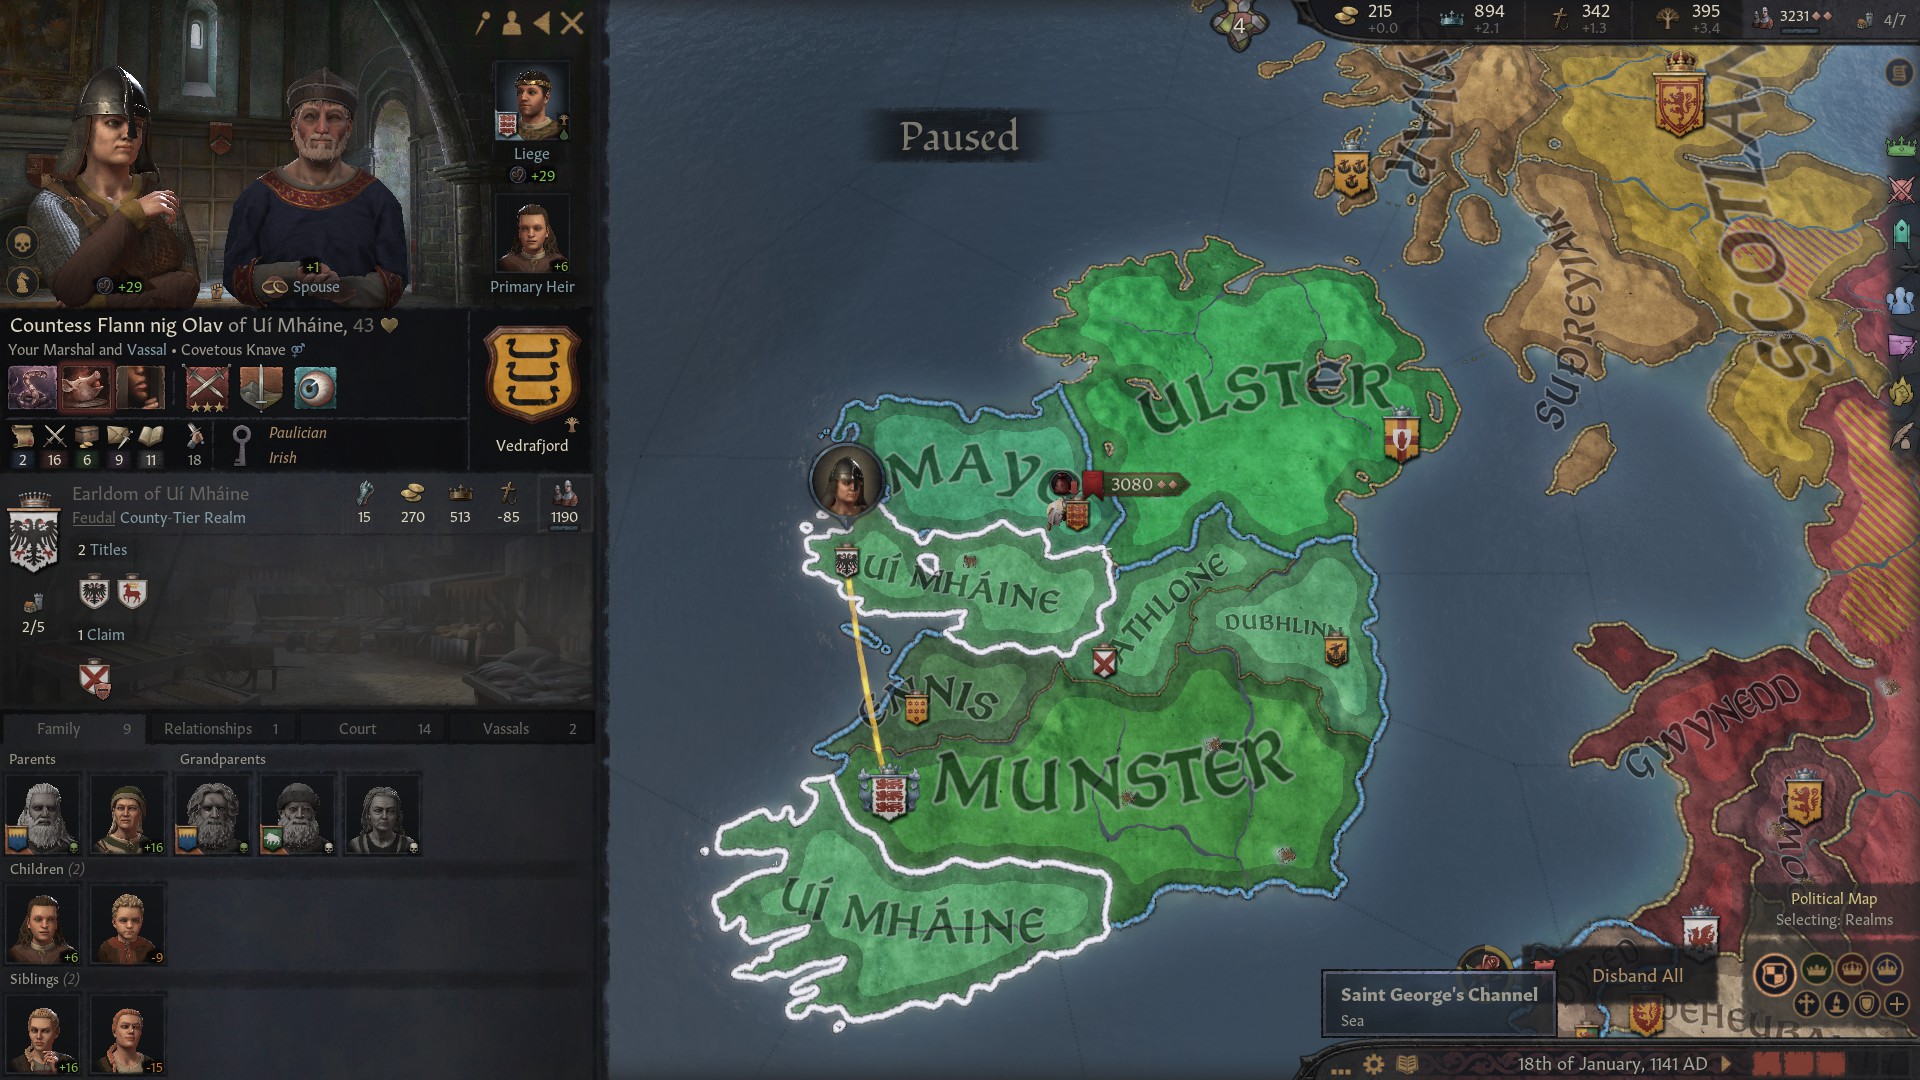 4
215
+0.0
894
+2.1
342
+1.3
395
+3.4
3231
4/7
Paused
Liege
+29
+6
Primary Heir
+29
+1
Spouse
Countess Flann nig Olav of Uí Mháine, 43
Your Marshal and Vassal • Covetous Knave
Vedrafjord
2 16 6 9 11 18
Paulician
Irish
Earldom of Uí Mháine
Feudal County-Tier Realm
15 270 513 -85 1190
2 Titles
2/5
1 Claim
Family 9
Relationships 1
Court 14
Vassals 2
Parents
Grandparents
+16
Children (2)
+6
-9
Siblings (2)
+16
-15
ULSTER
MAYO
3080
UÍ MHÁINE
ATHLONE
DUBHLINN
ENNIS
MUNSTER
UÍ MHÁINE
SUÐREYJAR
SCOTLAN
GWYNEDD
Political Map
Selecting: Realms
Disband All
Saint George's Channel
Sea
DEHEUBA
18th of January, 1141 AD